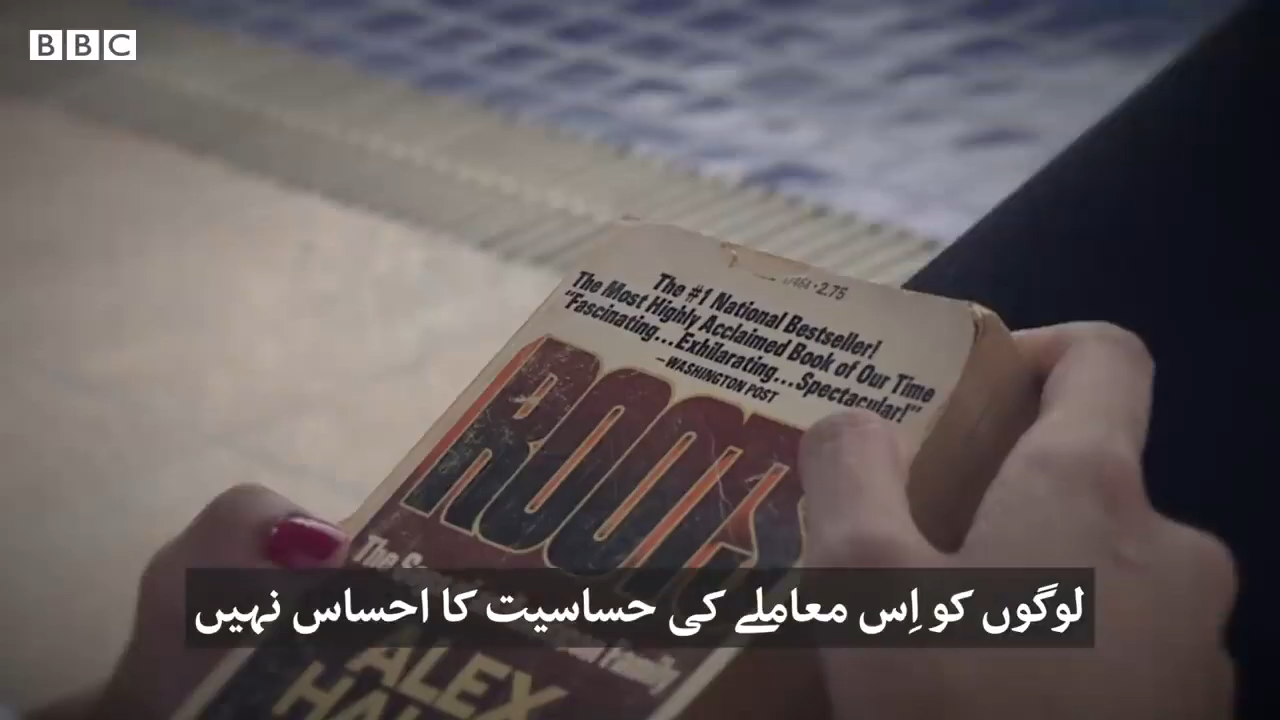 BBC
2.75
The #1 National Bestseller!
The Most Highly Acclaimed Book of Our Time
"Fascinating...Exhilarating...Spectacular!"
—WASHINGTON POST
ROOTS
The
Family
ALEX
لوگوں کو اِس معاملے کی حساسیت کا احساس نہیں